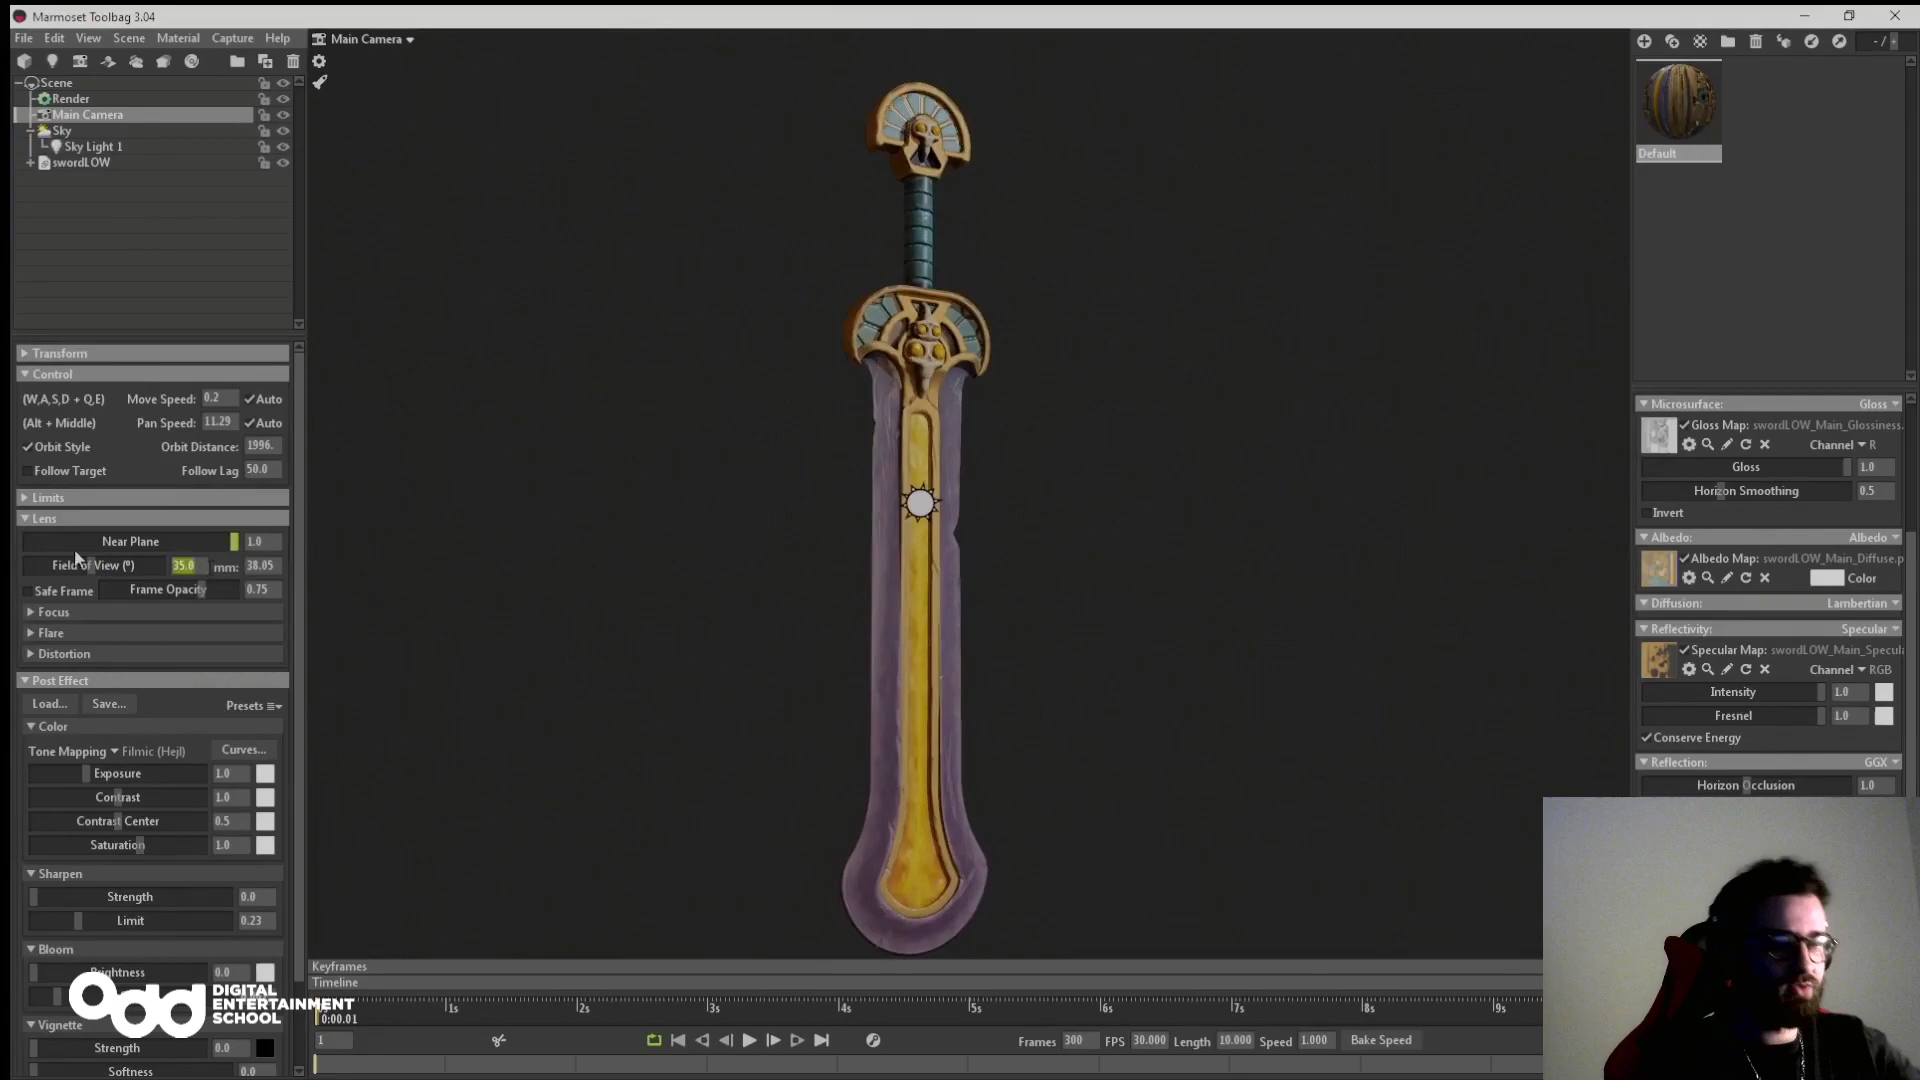 Marmoset Toolbag 3.04
File Edit View Scene Material Capture Help
Main Camera
- /
Scene
Render
Main Camera
Sky
Sky Light 1
swordLOW
Default
Transform
Control
(W,A,S,D + Q,E) Move Speed: 0.2 Auto
(Alt + Middle) Pan Speed: 11.29 Auto
Orbit Style Orbit Distance: 1996.
Follow Target Follow Lag 50.0
Limits
Lens
Near Plane 1.0
Field of View (º) 35.0 mm: 38.05
Safe Frame Frame Opacity 0.75
Focus
Flare
Distortion
Post Effect
Load... Save... Presets
Color
Tone Mapping Filmic (Hejl) Curves...
Exposure 1.0
Contrast 1.0
Contrast Center 0.5
Saturation 1.0
Sharpen
Strength 0.0
Limit 0.23
Bloom
Brightness 0.0
odd DIGITAL
ENTERTAINMENT
SCHOOL
Vignette
Strength 0.0
Softness 0.0
Microsurface: Gloss
Gloss Map: swordLOW_Main_Glossiness.
Channel R
Gloss 1.0
Horizon Smoothing 0.5
Invert
Albedo: Albedo
Albedo Map: swordLOW_Main_Diffuse.p
Color
Diffusion: Lambertian
Reflectivity: Specular
Specular Map: swordLOW_Main_Specula
Channel RGB
Intensity 1.0
Fresnel 1.0
Conserve Energy
Reflection: GGX
Horizon Occlusion 1.0
Keyframes
Timeline
1s 2s 3s 4s 5s 6s 7s 8s 9s
0:00.01
1 Frames 300 FPS 30.000 Length 10.000 Speed 1.000 Bake Speed